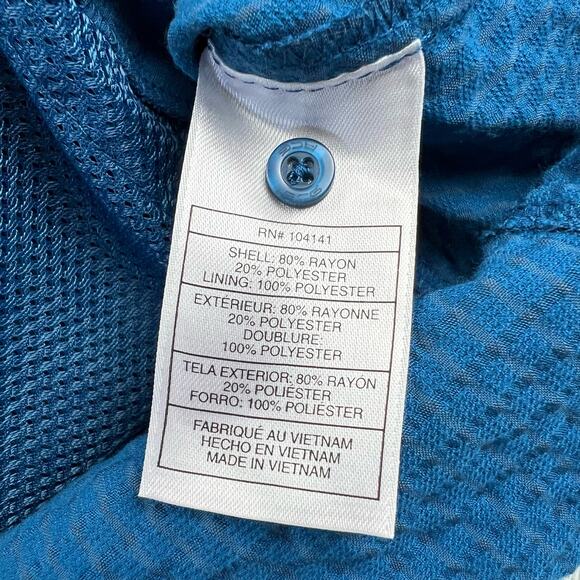 RN# 104141
SHELL: 80% RAYON
20% POLYESTER
LINING: 100% POLYESTER
EXTÉRIEUR: 80% RAYONNE
20% POLYESTER
DOUBLURE:
100% POLYESTER
TELA EXTERIOR: 80% RAYON
20% POLIÉSTER
FORRO: 100% POLIÉSTER
FABRIQUÉ AU VIETNAM
HECHO EN VIETNAM
MADE IN VIETNAM